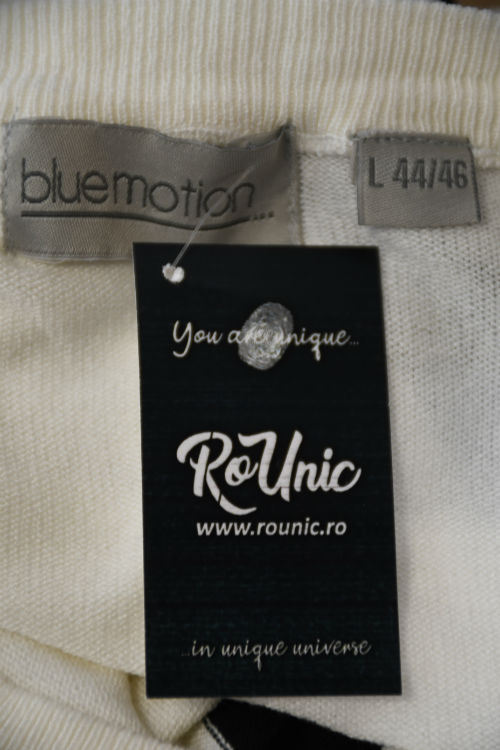 bluemotion...
L 44/46
You are unique...
RoUnic
www.rounic.ro
...in unique universe